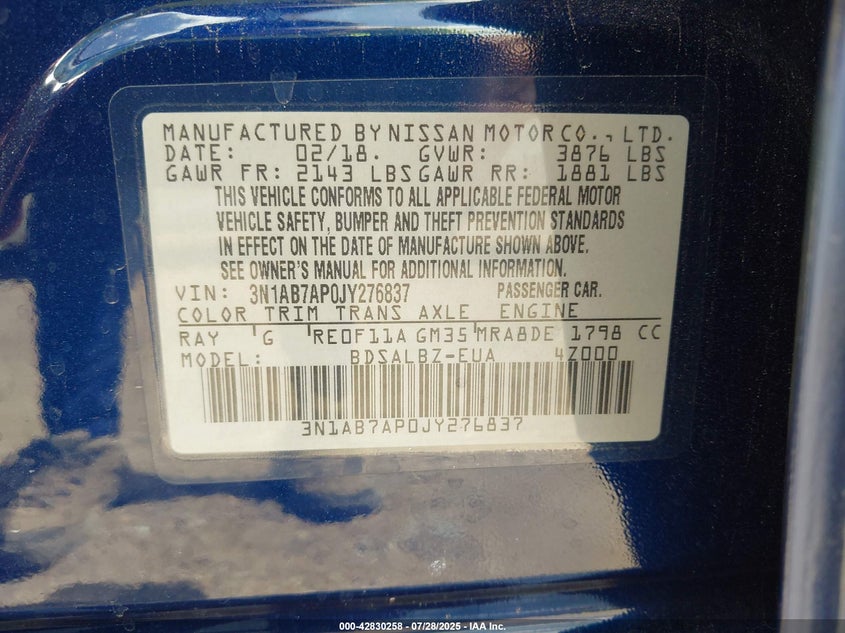 MANUFACTURED BY NISSAN MOTOR CO., LTD.
DATE: 02/18. GVWR: 3876 LBS
GAWR FR: 2143 LBS GAWR RR: 1881 LBS
THIS VEHICLE CONFORMS TO ALL APPLICABLE FEDERAL MOTOR
VEHICLE SAFETY, BUMPER AND THEFT PREVENTION STANDARDS
IN EFFECT ON THE DATE OF MANUFACTURE SHOWN ABOVE.
SEE OWNER'S MANUAL FOR ADDITIONAL INFORMATION.
VIN: 3N1AB7AP0JY276837 PASSENGER CAR.
COLOR TRIM TRANS AXLE ENGINE
RAY G RE0F11A GM35 MRA8DE 1798 CC
MODEL: BDSALBZ-EUA 4Z000
3N1AB7AP0JY276837
000-42830258 - 07/28/2025 - IAA Inc.